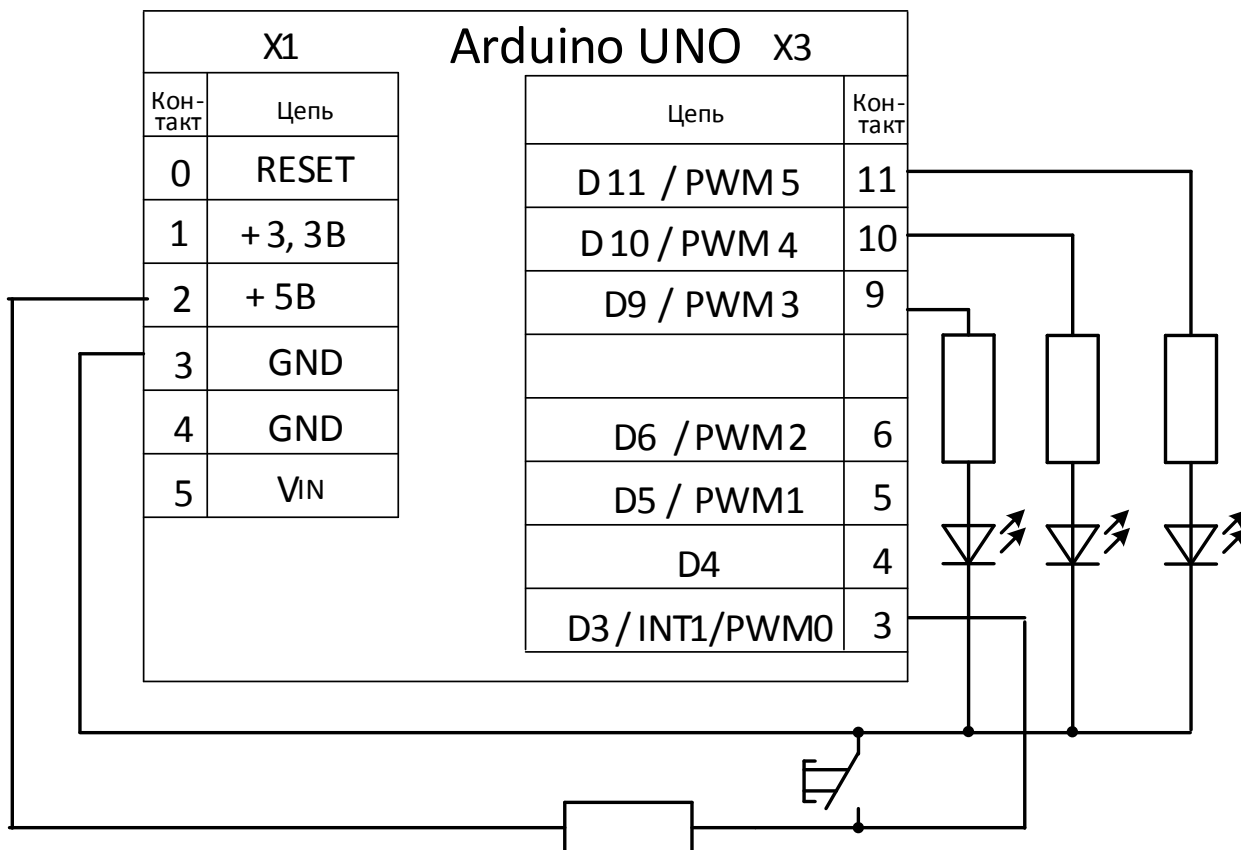 X1 Arduino UNO X3
Кон-
такт Цепь
0 RESET
1 +3, 3В
2 +5В
3 GND
4 GND
5 VIN
Цепь Кон-
такт
D11 / PWM5 11
D10 / PWM 4 10
D9 / PWM3 9
D6 /PWM2 6
D5 / PWM1 5
D4 4
D3/INT1/PWM0 3